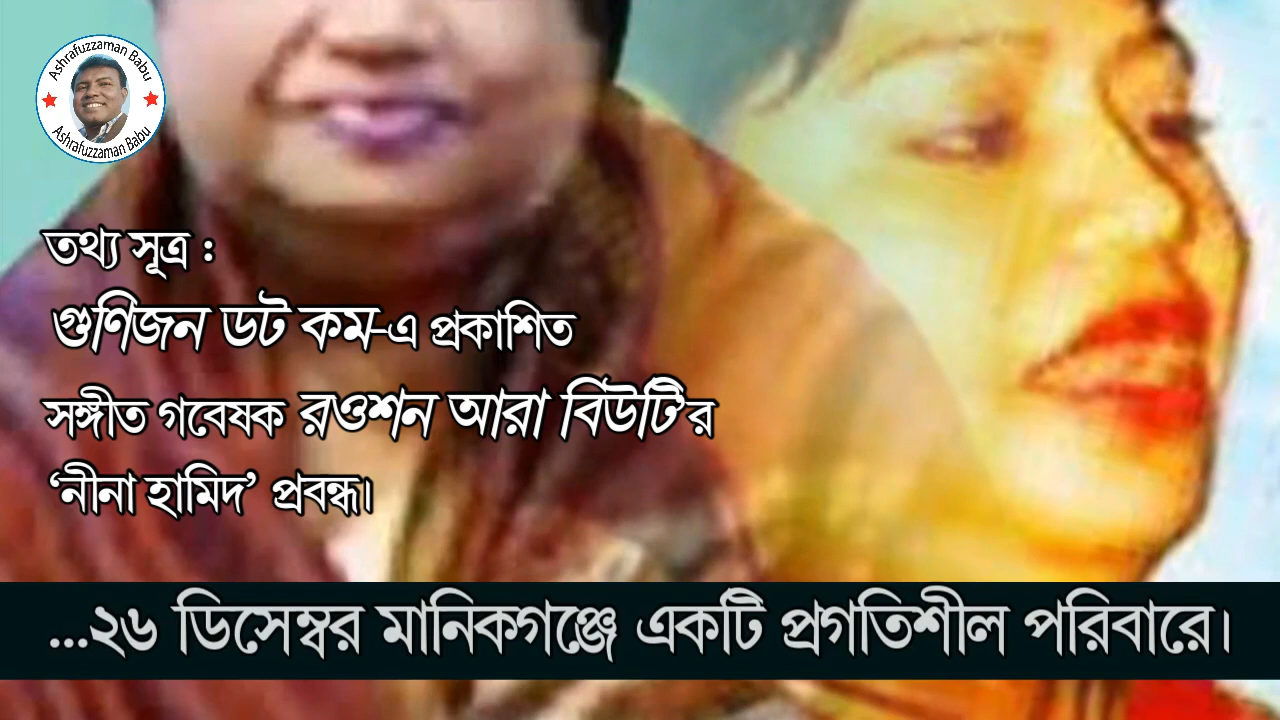 Ashrafuzzaman Babu
Ashrafuzzaman Babu
তথ্য সূত্র :
গুণিজন ডট কম-এ প্রকাশিত
সঙ্গীত গবেষক রওশন আরা বিউটি'র
‘নীনা হামিদ’ প্রবন্ধ।
...২৬ ডিসেম্বর মানিকগঞ্জে একটি প্রগতিশীল পরিবারে।